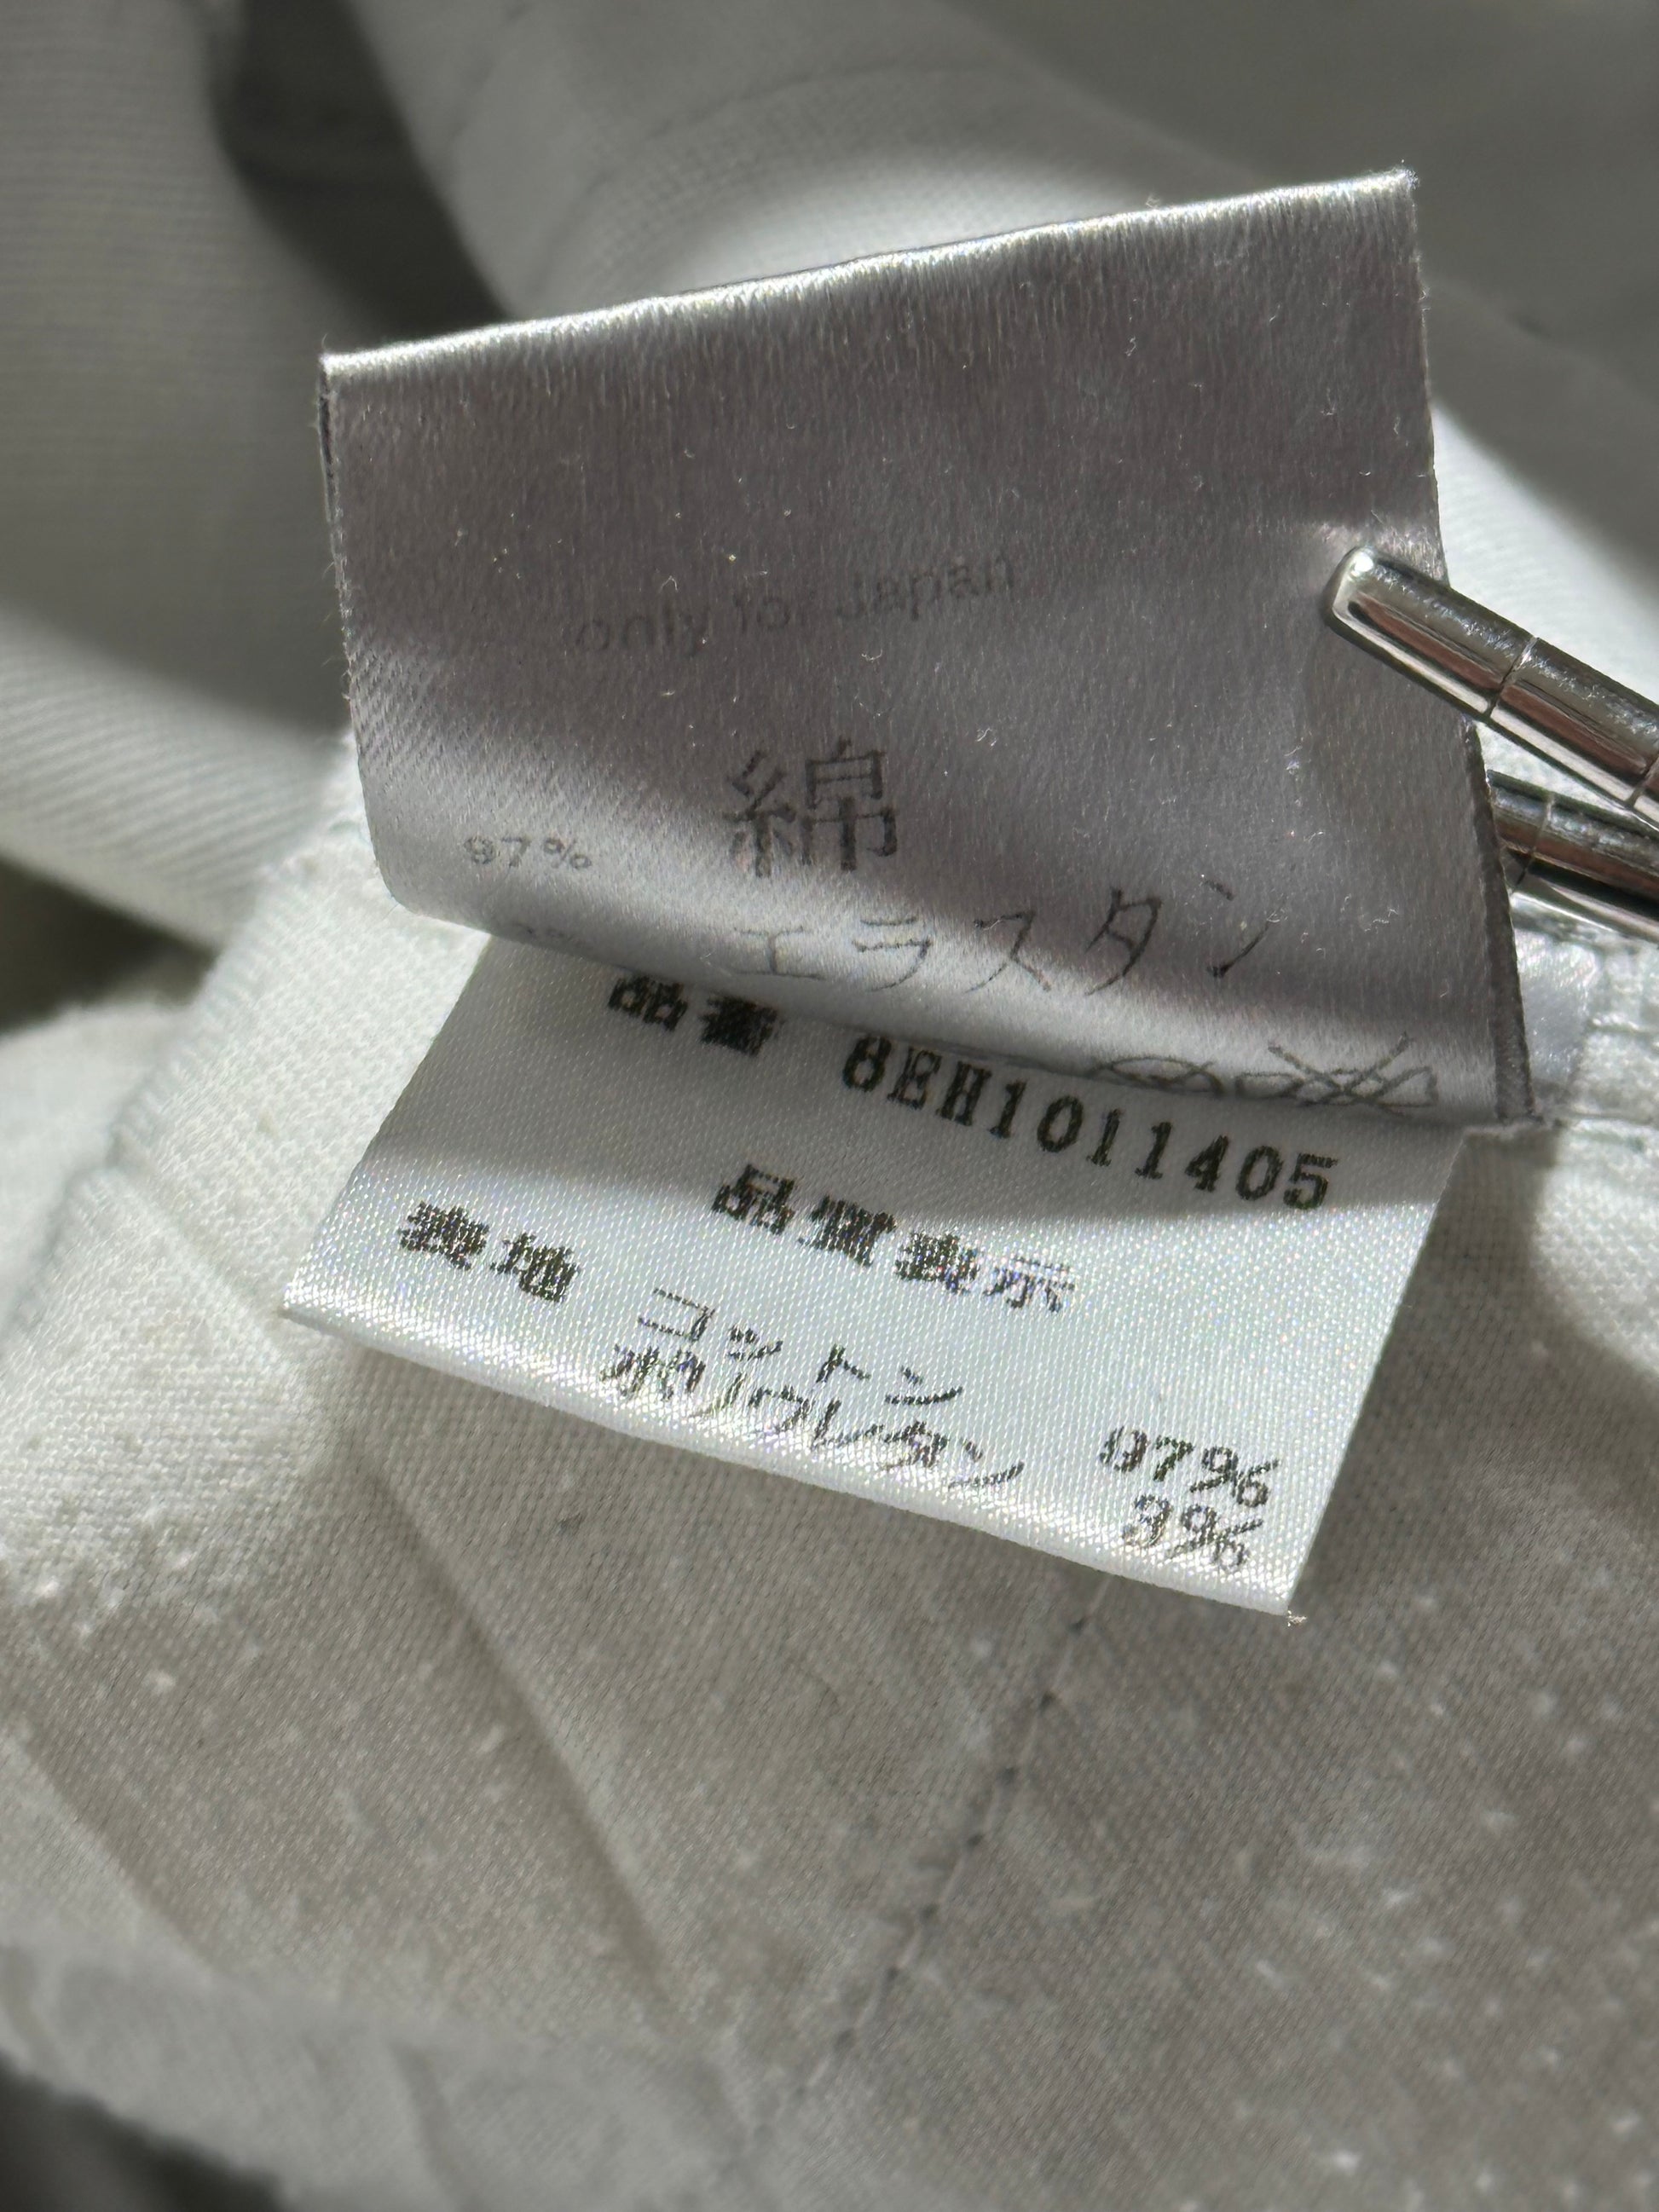 only for Japan
97% 綿
エラスタン
品番 8EH1011405
品質表示
表地 コットン 97%
ポリウレタン 3%